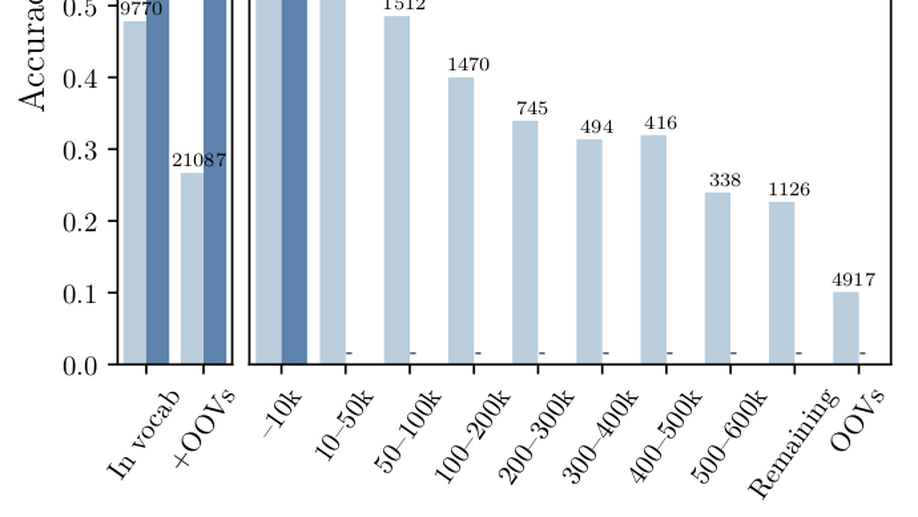 Accurac
0.5
0.4
0.3
0.2
0.1
0.0
9770
21087
1512
1470
745
494
416
338
1126
4917
In vocab
+OOVs
–10k
10–50k
50–100k
100–200k
200–300k
300–400k
400–500k
500–600k
Remaining
OOVs